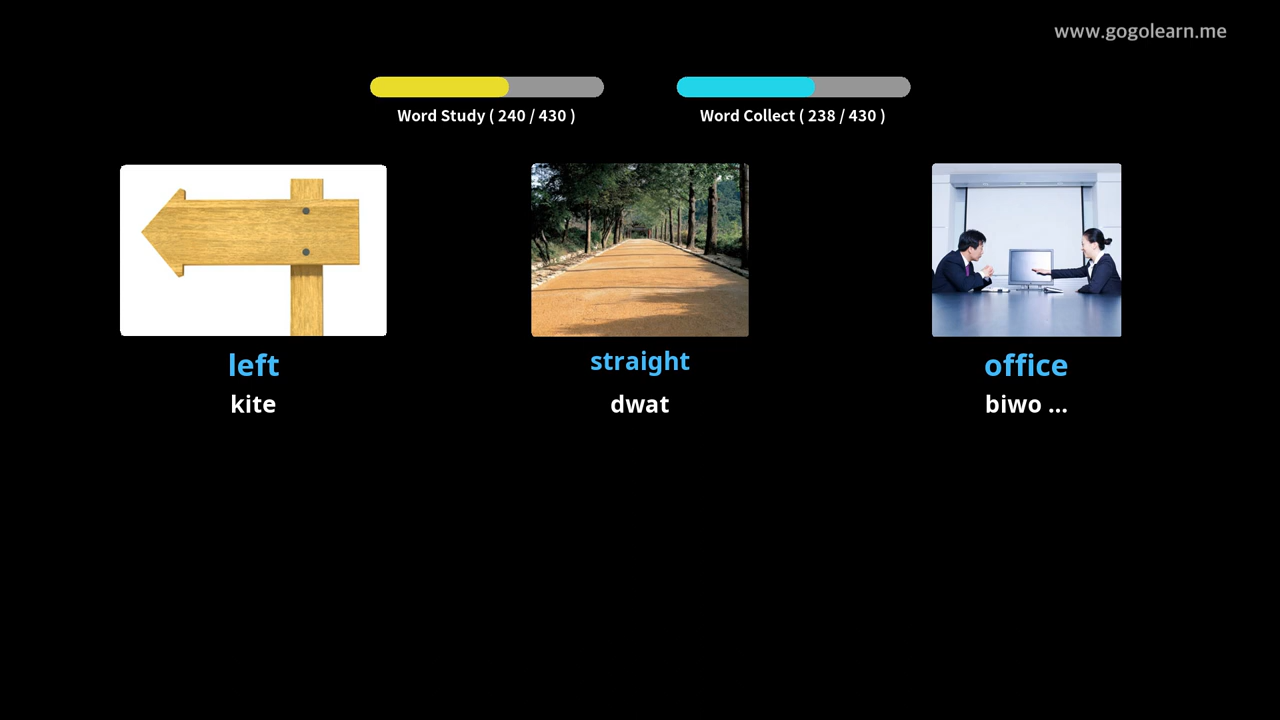 www.gogolearn.me
Word Study ( 240 / 430 )
Word Collect ( 238 / 430 )
left
straight
office
kite
dwat
biwo ...